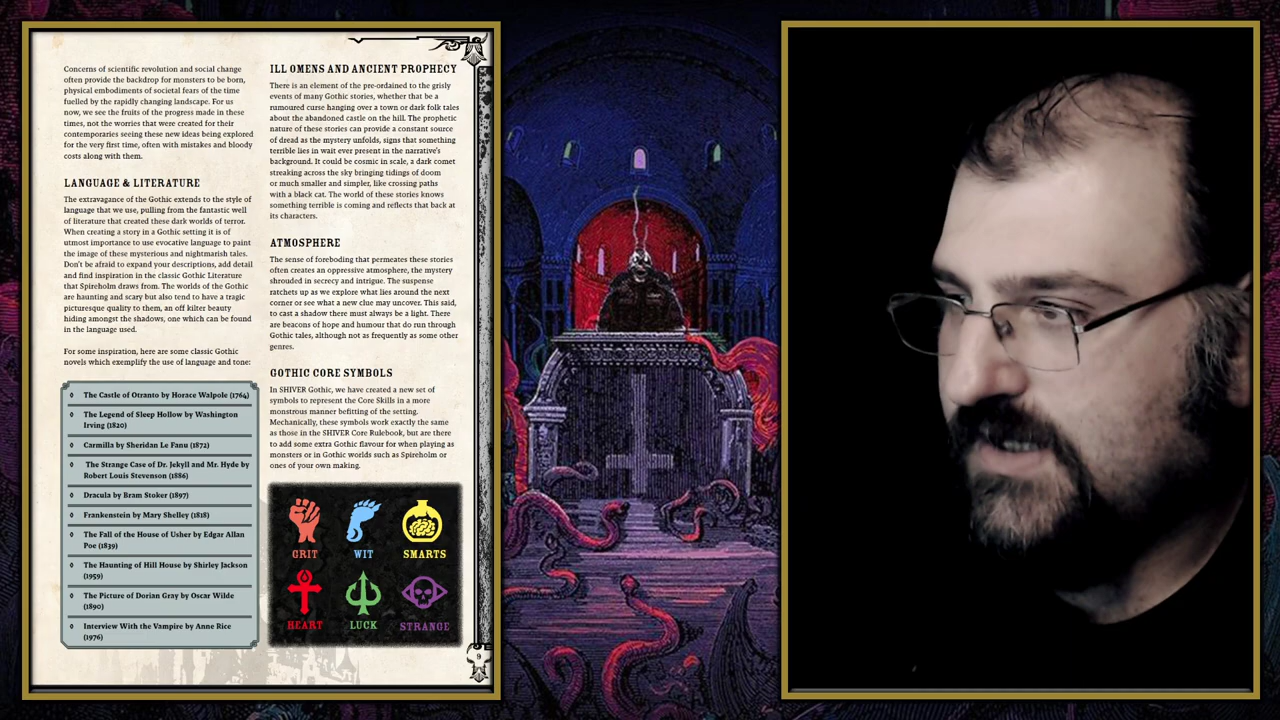 Concerns of scientific revolution and social change
often provide the backdrop for monsters to be born,
physical embodiments of societal fears of the time
fuelled by the rapidly changing landscape. For us
now, we see the fruits of the progress made in these
times, not the worries that were created for their
contemporaries seeing these new ideas being explored
for the very first time, often with mistakes and bloody
costs along with them.
LANGUAGE & LITERATURE
The extravagance of the Gothic extends to the style of
language that we use, pulling from the fantastic well
of literature that created these dark worlds of terror.
When creating a story in a Gothic setting it is of
utmost importance to use evocative language to paint
the image of these mysterious and nightmarish tales.
Don't be afraid to expand your descriptions, add detail
and find inspiration in the classic Gothic Literature
that Spireholm draws from. The worlds of the Gothic
are haunting and scary but also tend to have a tragic
picturesque quality to them, an off kilter beauty
hiding amongst the shadows, one which can be found
in the language used.
For some inspiration, here are some classic Gothic
novels which exemplify the use of language and tone:
◊ The Castle of Otranto by Horace Walpole (1764)
◊ The Legend of Sleep Hollow by Washington
Irving (1820)
◊ Carmilla by Sheridan Le Fanu (1872)
◊ The Strange Case of Dr. Jekyll and Mr. Hyde by
Robert Louis Stevenson (1886)
◊ Dracula by Bram Stoker (1897)
◊ Frankenstein by Mary Shelley (1818)
◊ The Fall of the House of Usher by Edgar Allan
Poe (1839)
◊ The Haunting of Hill House by Shirley Jackson
(1959)
◊ The Picture of Dorian Gray by Oscar Wilde
(1890)
◊ Interview With the Vampire by Anne Rice
(1976)
ILL OMENS AND ANCIENT PROPHECY
There is an element of the pre-ordained to the grisly
events of many Gothic stories, whether that be a
rumoured curse hanging over a town or dark folk tales
about the abandoned castle on the hill. The prophetic
nature of these stories can provide a constant source
of dread as the mystery unfolds, signs that something
terrible lies in wait ever present in the narrative's
background. It could be cosmic in scale, a dark comet
streaking across the sky bringing tidings of doom
or much smaller and simpler, like crossing paths
with a black cat. The world of these stories knows
something terrible is coming and reflects that back at
its characters.
ATMOSPHERE
The sense of foreboding that permeates these stories
often creates an oppressive atmosphere, the mystery
shrouded in secrecy and intrigue. The suspense
ratchets up as we explore what lies around the next
corner or see what a new clue may uncover. This said,
to cast a shadow there must always be a light. There
are beacons of hope and humour that do run through
Gothic tales, although not as frequently as some other
genres.
GOTHIC CORE SYMBOLS
In SHIVER Gothic, we have created a new set of
symbols to represent the Core Skills in a more
monstrous manner befitting of the setting.
Mechanically, these symbols work exactly the same
as those in the SHIVER Core Rulebook, but are there
to add some extra Gothic flavour for when playing as
monsters or in Gothic worlds such as Spireholm or
ones of your own making.
GRIT WIT SMARTS
HEART LUCK STRANGE
9